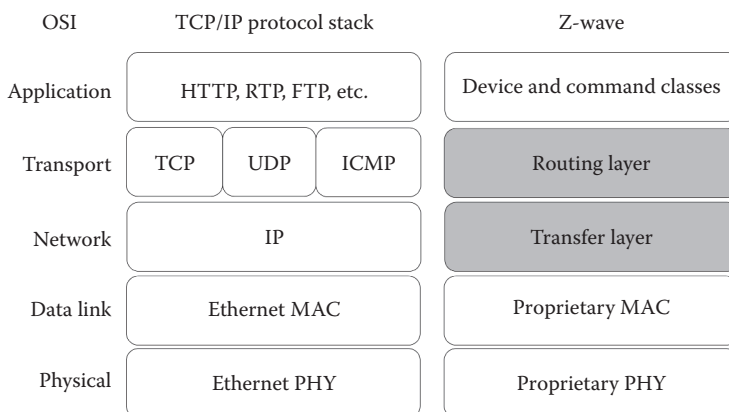 OSI TCP/IP protocol stack Z-wave
Application HTTP, RTP, FTP, etc. Device and command classes
Transport TCP UDP ICMP Routing layer
Network IP Transfer layer
Data link Ethernet MAC Proprietary MAC
Physical Ethernet PHY Proprietary PHY